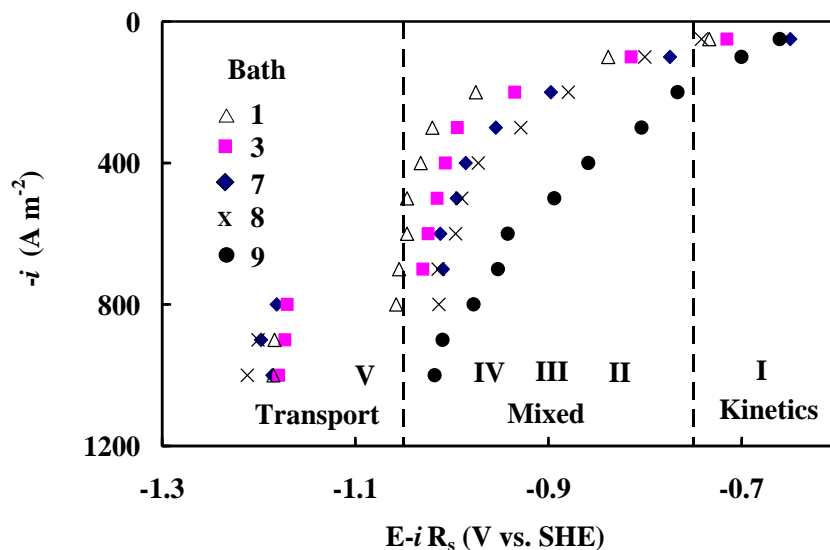 0
Bath
1
3
7
x 8
9
400
800
1200
-i (A m-2)
V IV III II I
Transport Mixed Kinetics
-1.3 -1.1 -0.9 -0.7
E-i Rs (V vs. SHE)